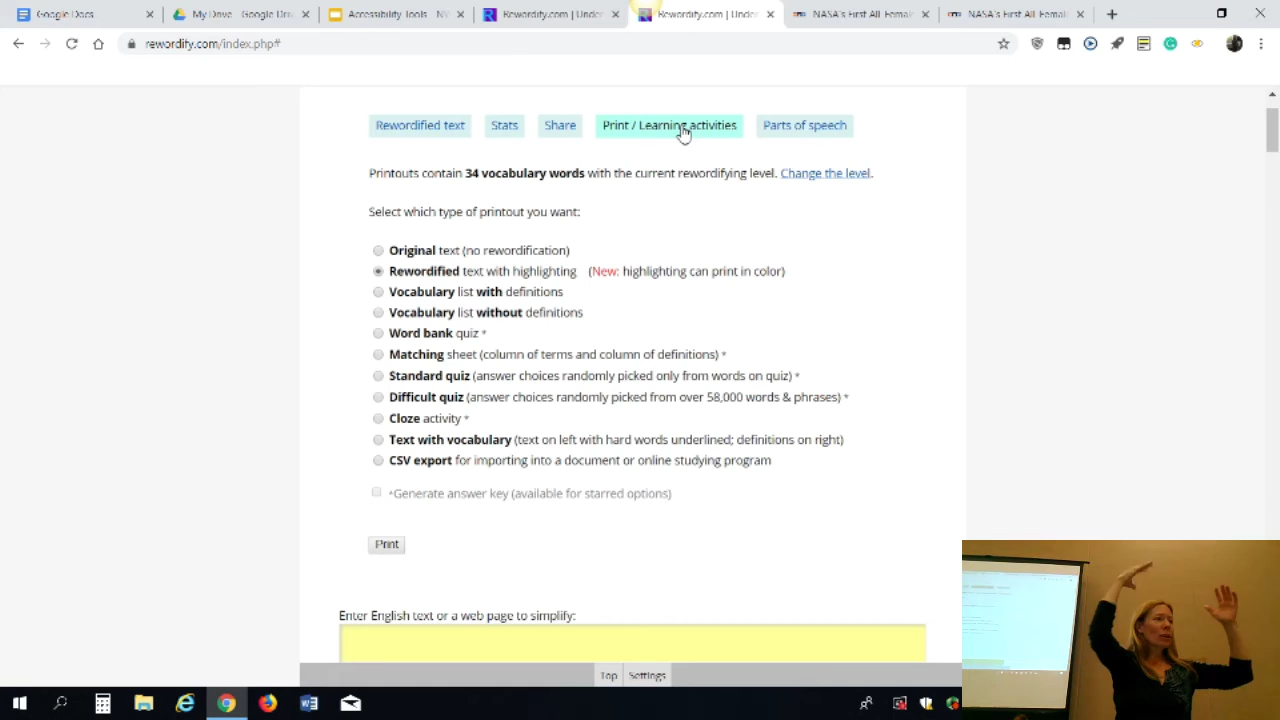 Google Docs
My Drive - Google Dri
Accessibility Tools - NY
Rewordify.com | Under
Rewordify.com | Under
NASA's First All-Female
NASA's First All-Female
rewordify.com/index.php#
Rewordified text Stats Share Print / Learning activities Parts of speech
Printouts contain 34 vocabulary words with the current rewordifying level. Change the level.
Select which type of printout you want:
Original text (no rewordification)
Rewordified text with highlighting (New: highlighting can print in color)
Vocabulary list with definitions
Vocabulary list without definitions
Word bank quiz *
Matching sheet (column of terms and column of definitions) *
Standard quiz (answer choices randomly picked only from words on quiz) *
Difficult quiz (answer choices randomly picked from over 58,000 words & phrases) *
Cloze activity *
Text with vocabulary (text on left with hard words underlined; definitions on right)
CSV export for importing into a document or online studying program
*Generate answer key (available for starred options)
Print
Enter English text or a web page to simplify:
Top Settings